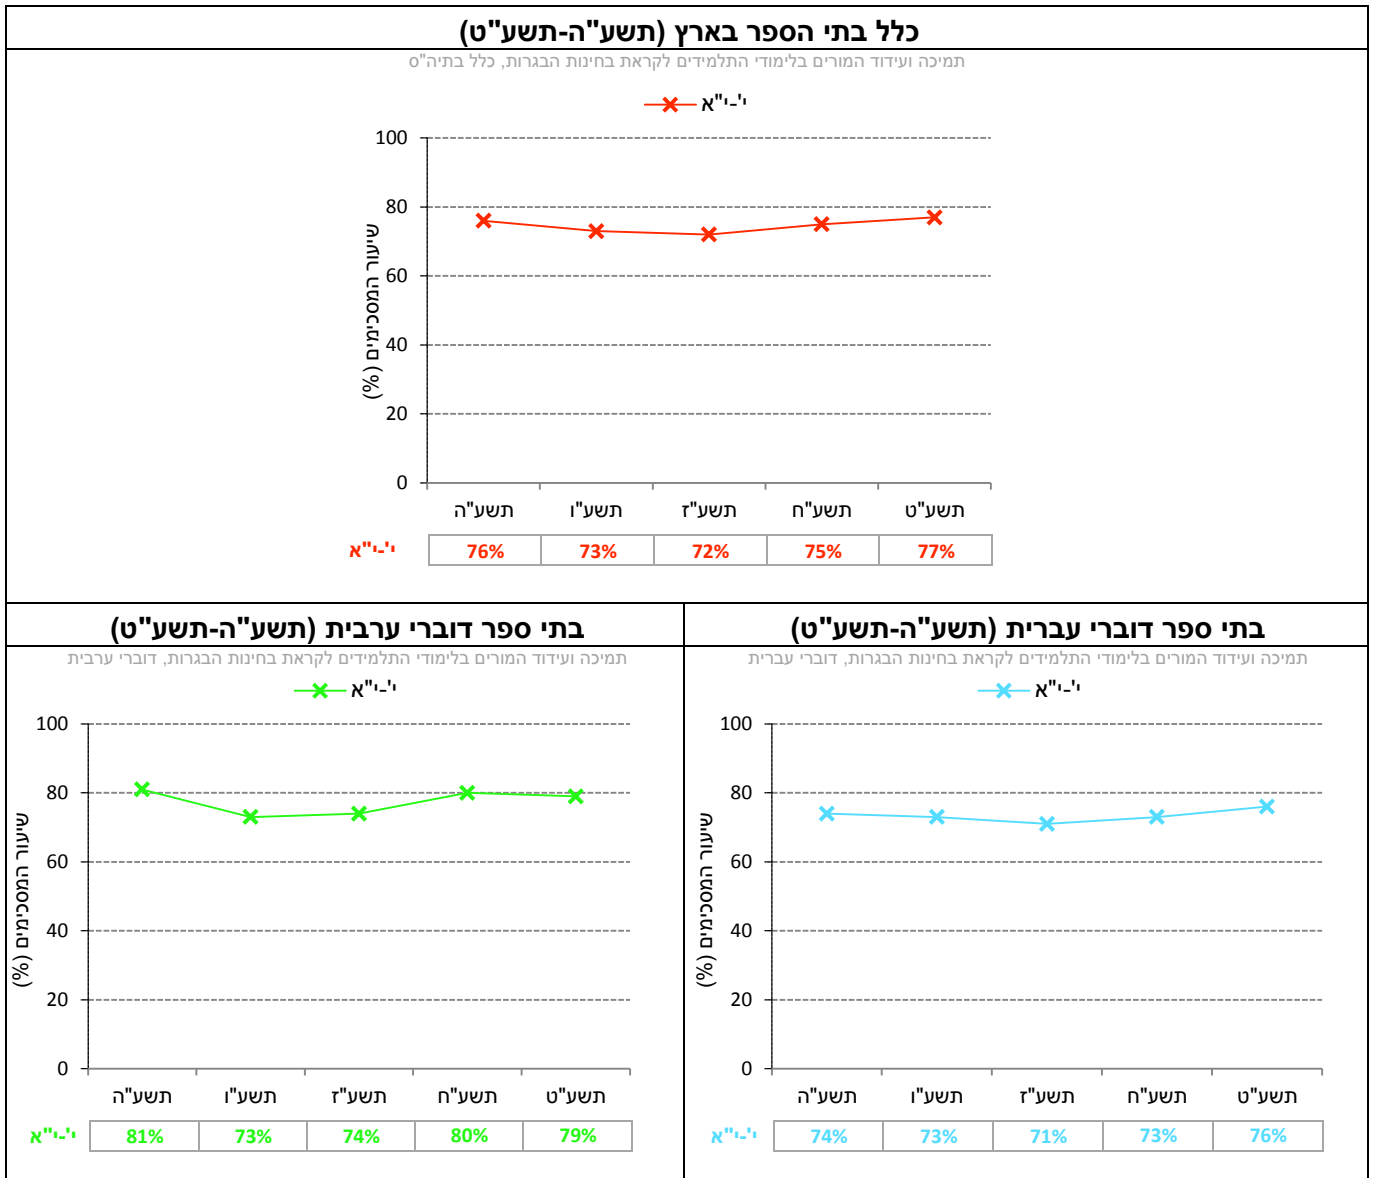 כלל בתי הספר בארץ (תשע"ה-תשע"ט)
תמיכה ועידוד המורים בלימודי התלמידים לקראת בחינות הבגרות, כלל בתיה"ס
י'-י"א
שיעור המסכימים (%)
100
80
60
40
20
0
תשע"ה תשע"ו תשע"ז תשע"ח תשע"ט
י'-י"א 76% 73% 72% 75% 77%
בתי ספר דוברי עברית (תשע"ה-תשע"ט)
תמיכה ועידוד המורים בלימודי התלמידים לקראת בחינות הבגרות, דוברי עברית
י'-י"א
שיעור המסכימים (%)
100
80
60
40
20
0
תשע"ה תשע"ו תשע"ז תשע"ח תשע"ט
י'-י"א 74% 73% 71% 73% 76%
בתי ספר דוברי ערבית (תשע"ה-תשע"ט)
תמיכה ועידוד המורים בלימודי התלמידים לקראת בחינות הבגרות, דוברי ערבית
י'-י"א
שיעור המסכימים (%)
100
80
60
40
20
0
תשע"ה תשע"ו תשע"ז תשע"ח תשע"ט
י'-י"א 81% 73% 74% 80% 79%